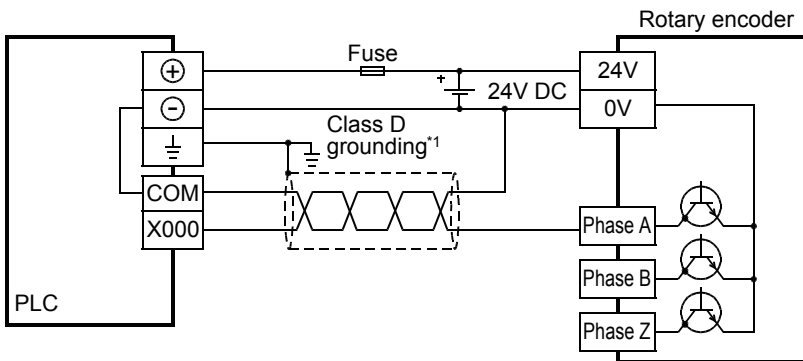 Rotary encoder
Fuse
+
24V
24V DC
-
0V
Class D
grounding*1
COM
X000
Phase A
Phase B
Phase Z
PLC
+